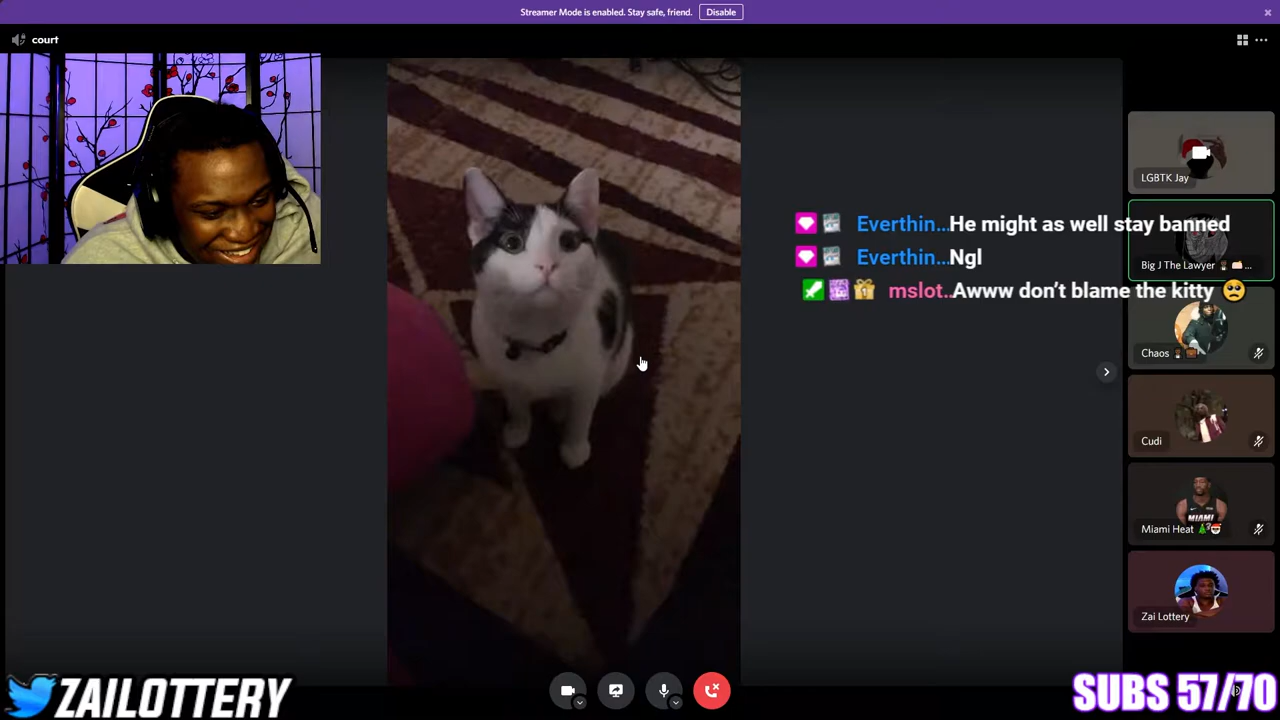 Streamer Mode is enabled. Stay safe, friend. Disable
court
LGBTK Jay
Everthin...He might as well stay banned
Everthin...Ngl
Big J The Lawyer
mslot..Awww don’t blame the kitty 🥺
Chaos
Cudi
MIAMI
Miami Heat 🎄🎅
Zai Lottery
ZAILOTTERY
SUBS 57/70